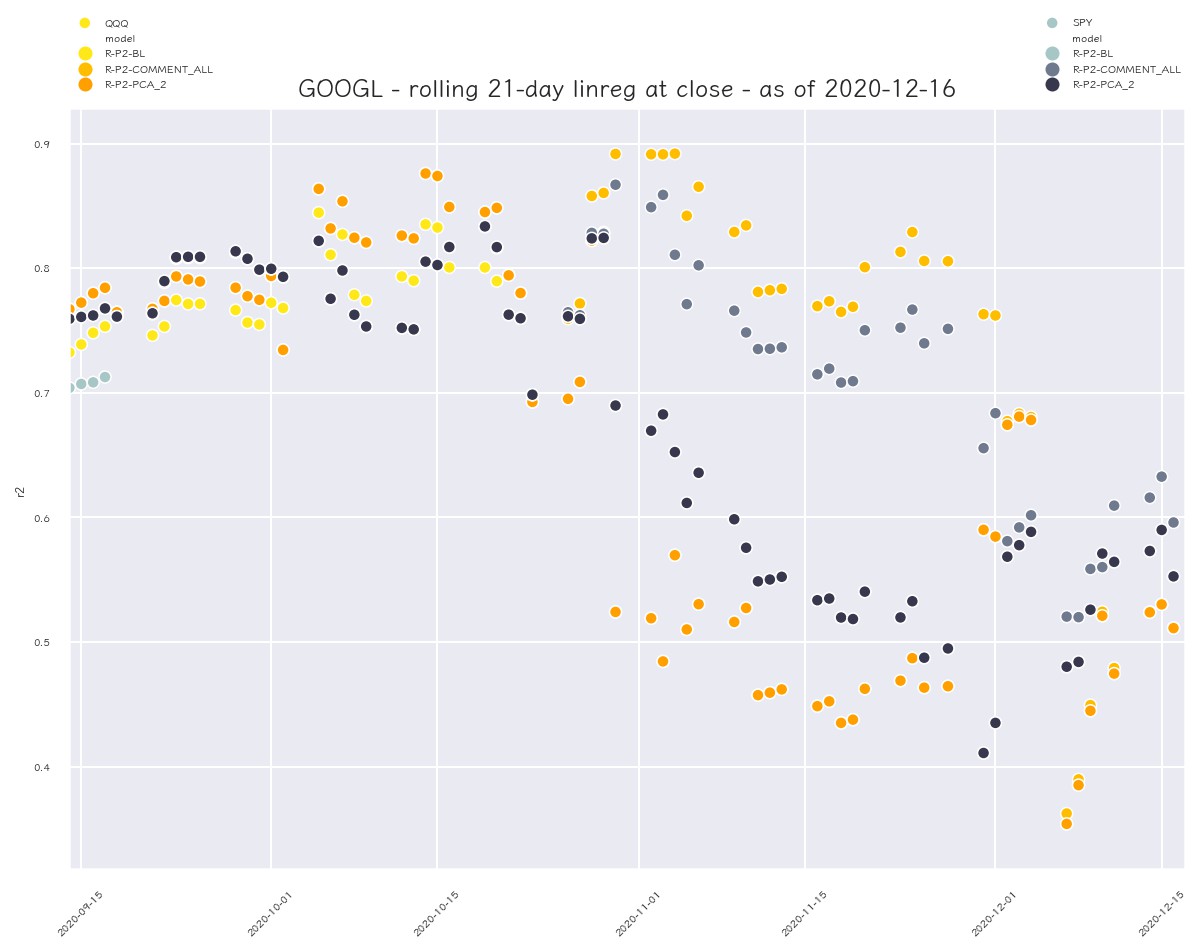 QQQ
model
R-P2-BL
R-P2-COMMENT_ALL
R-P2-PCA_2
SPY
model
R-P2-BL
R-P2-COMMENT_ALL
R-P2-PCA_2
GOOGL - rolling 21-day linreg at close - as of 2020-12-16
0.9
0.8
0.7
0.6
0.5
0.4
r2
2020-09-15
2020-10-01
2020-10-15
2020-11-01
2020-11-15
2020-12-01
2020-12-15